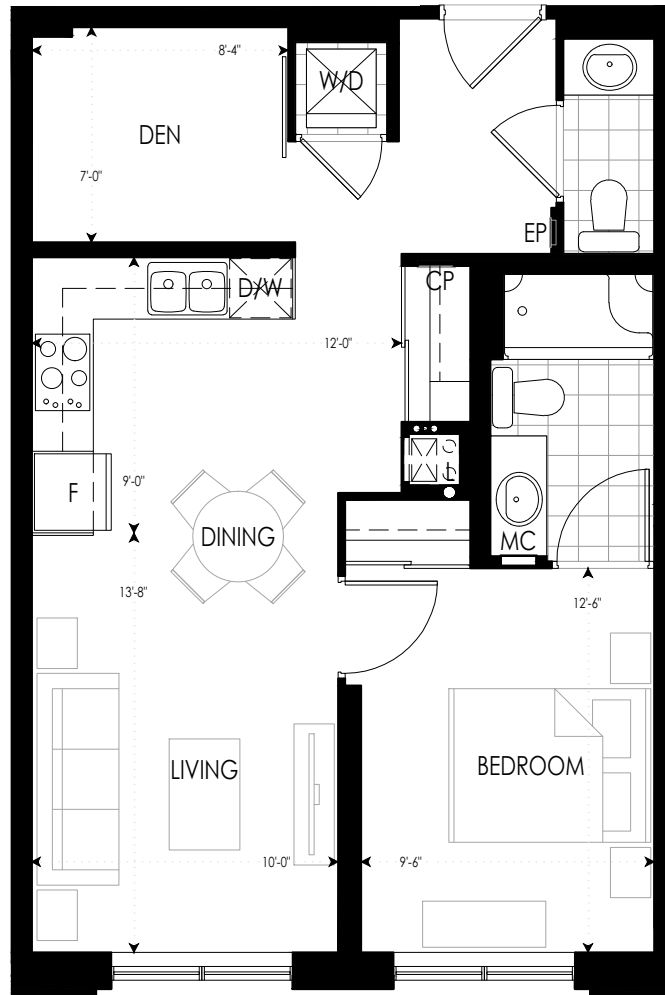 8'-4"
W/D
DEN
7'-0"
EP
D/W
CP
12'-0"
F
9'-0"
L
DINING
MC
13'-8"
12'-6"
LIVING
BEDROOM
10'-0"
9'-6"